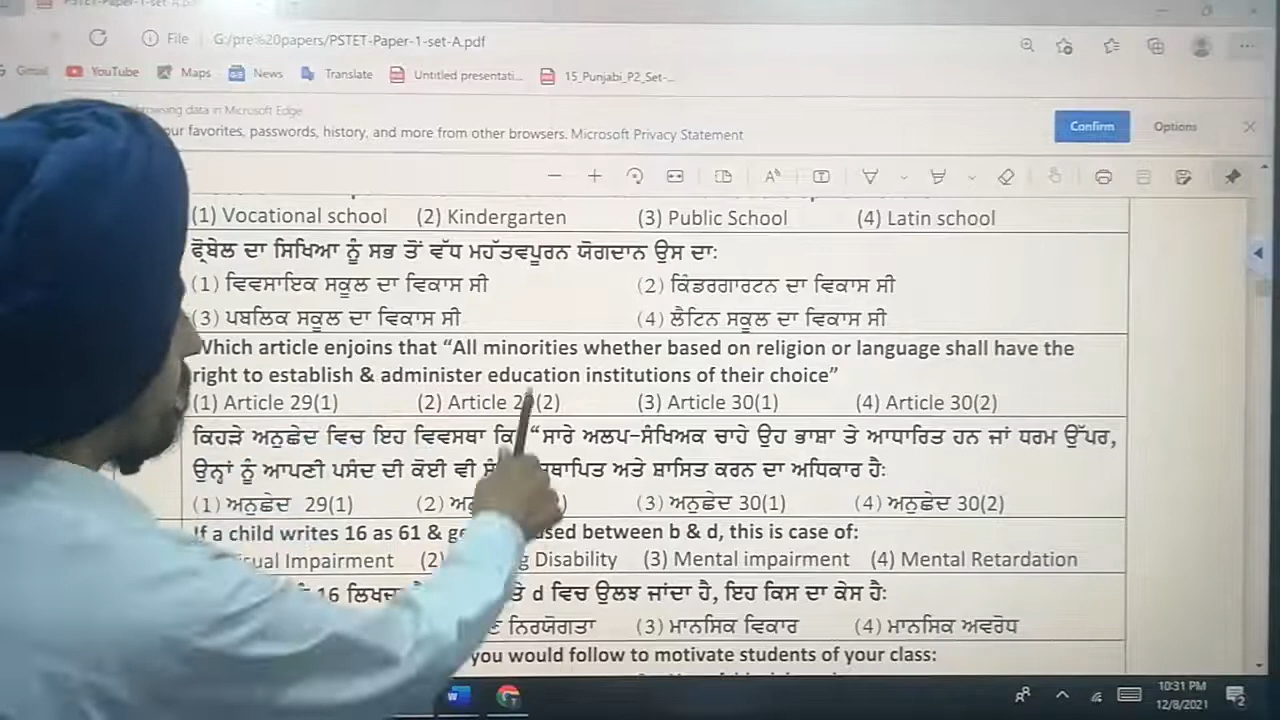 PSTET-Paper-1-set A.pdf
File G:/pre%20papers/PSTET-Paper-1-set-A.pdf
Gmail YouTube Maps News Translate Untitled presentati... 15_Punjabi_P2_Set-...
browsing data in Microsoft Edge
our favorites, passwords, history, and more from other browsers. Microsoft Privacy Statement Confirm Options
(1) Vocational school (2) Kindergarten (3) Public School (4) Latin school
ਫ੍ਰੋਬੇਲ ਦਾ ਸਿਖਿਆ ਨੂੰ ਸਭ ਤੋਂ ਵੱਧ ਮਹੱਤਵਪੂਰਨ ਯੋਗਦਾਨ ਉਸ ਦਾ:
(1) ਵਿਵਸਾਇਕ ਸਕੂਲ ਦਾ ਵਿਕਾਸ ਸੀ (2) ਕਿੰਡਰਗਾਰਟਨ ਦਾ ਵਿਕਾਸ ਸੀ
(3) ਪਬਲਿਕ ਸਕੂਲ ਦਾ ਵਿਕਾਸ ਸੀ (4) ਲੈਟਿਨ ਸਕੂਲ ਦਾ ਵਿਕਾਸ ਸੀ
Which article enjoins that “All minorities whether based on religion or language shall have the
right to establish & administer education institutions of their choice”
(1) Article 29(1) (2) Article 2 (2) (3) Article 30(1) (4) Article 30(2)
ਕਿਹੜੇ ਅਨੁਛੇਦ ਵਿਚ ਇਹ ਵਿਵਸਥਾ ਕਿ “ਸਾਰੇ ਅਲਪ-ਸੰਖਿਅਕ ਚਾਹੇ ਉਹ ਭਾਸ਼ਾ ਤੇ ਆਧਾਰਿਤ ਹਨ ਜਾਂ ਧਰਮ ਉੱਪਰ,
ਉਨ੍ਹਾਂ ਨੂੰ ਆਪਣੀ ਪਸੰਦ ਦੀ ਕੋਈ ਵੀ ਅਤੇ ਸ਼ਾਸਿਤ ਕਰਨ ਦਾ ਅਧਿਕਾਰ ਹੈ:
(1) ਅਨੁਛੇਦ 29(1) (2) (3) ਅਨੁਛੇਦ 30(1) (4) ਅਨੁਛੇਦ 30(2)
If a child writes 16 as 61 & between b & d, this is case of:
Impairment (2) Disability (3) Mental impairment (4) Mental Retardation
16 d ਵਿਚ ਉਲਝ ਜਾਂਦਾ ਹੈ, ਇਹ ਕਿਸ ਦਾ ਕੇਸ ਹੈ:
ਨਿਰਯੋਗਤਾ (3) ਮਾਨਸਿਕ ਵਿਕਾਰ (4) ਮਾਨਸਿਕ ਅਵਰੋਧ
you would follow to motivate students of your class:
10:31 PM
12/8/2021